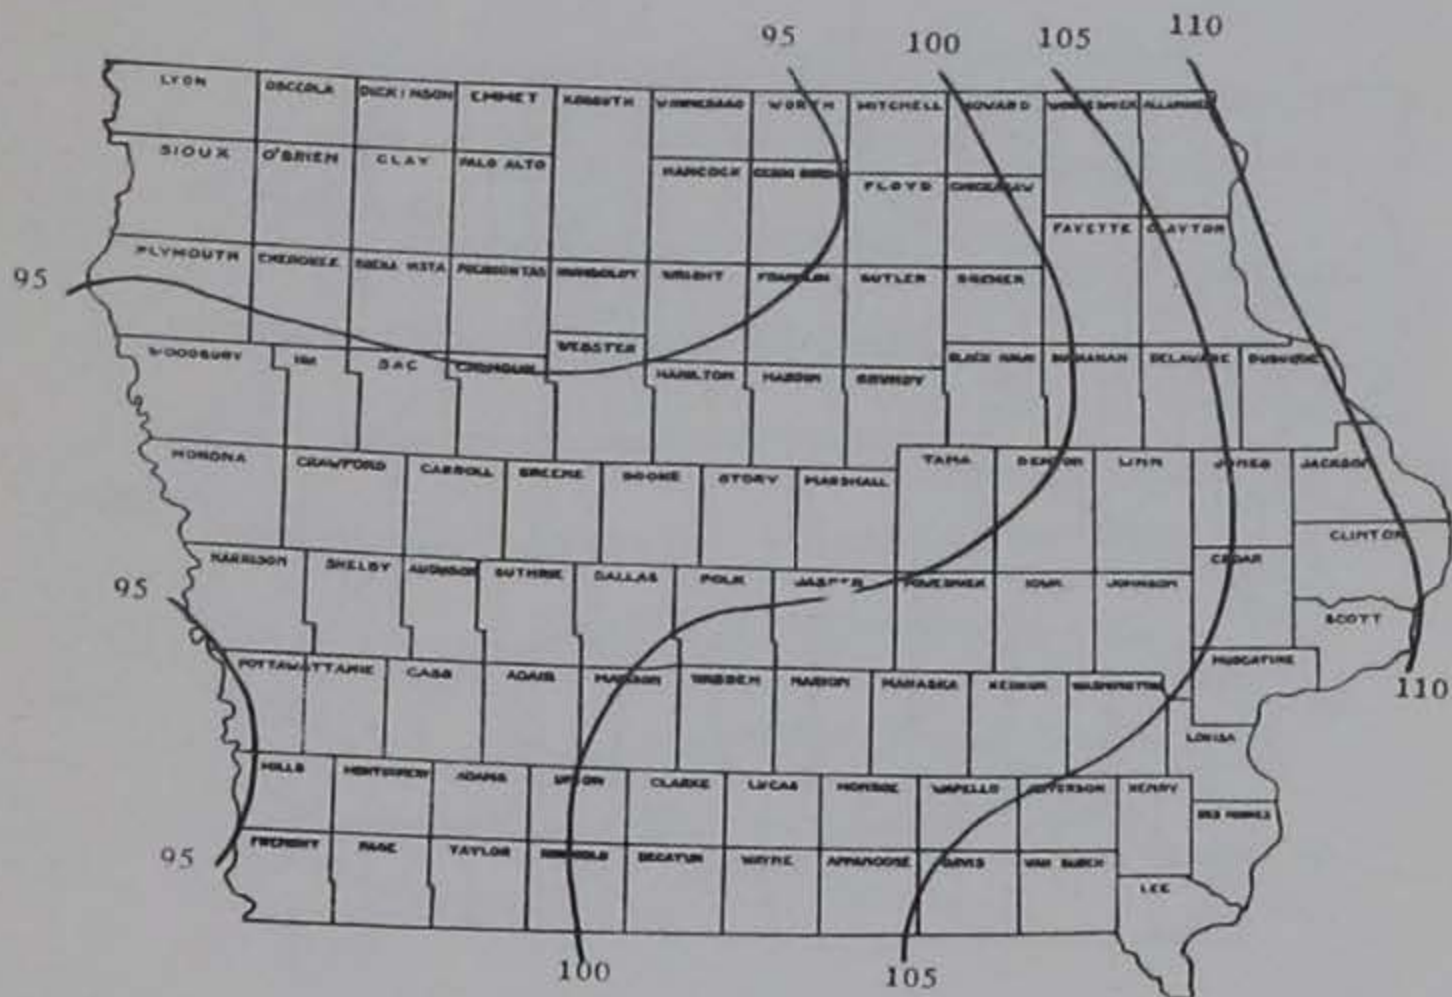 95 100 105 110
LYON OSCEOLA DICKINSON EMMET KOSSUTH WINNEBAGO WORTH MITCHELL HOWARD WINNESHIEK ALLAMAKEE
SIOUX O'BRIEN CLAY PALO ALTO HANCOCK CERRO GORDO FLOYD CHICKASAW
FAYETTE CLAYTON
95 PLYMOUTH CHEROKEE BUENA VISTA POCAHONTAS HUMBOLDT WRIGHT FRANKLIN BUTLER BREMER
WOODBURY IDA SAC CALHOUN WEBSTER HAMILTON HARDIN GRUNDY BLACK HAWK BUCHANAN DELAWARE DUBUQUE
MONONA CRAWFORD CARROLL GREENE BOONE STORY MARSHALL TAMA BENTON LINN JONES JACKSON
CLINTON
95 HARRISON SHELBY AUDUBON GUTHRIE DALLAS POLK JASPER POWESHIEK IOWA JOHNSON CEDAR
SCOTT
POTTAWATTAMIE CASS ADAIR MADISON WARREN MARION MAHASKA KEOKUK WASHINGTON MUSCATINE
110
LOUISA
MILLS MONTGOMERY ADAMS UNION CLARKE LUCAS MONROE WAPELLO JEFFERSON HENRY
DES MOINES
95 FREMONT PAGE TAYLOR RINGGOLD DECATUR WAYNE APPANOOSE DAVIS VAN BUREN
LEE
100 105